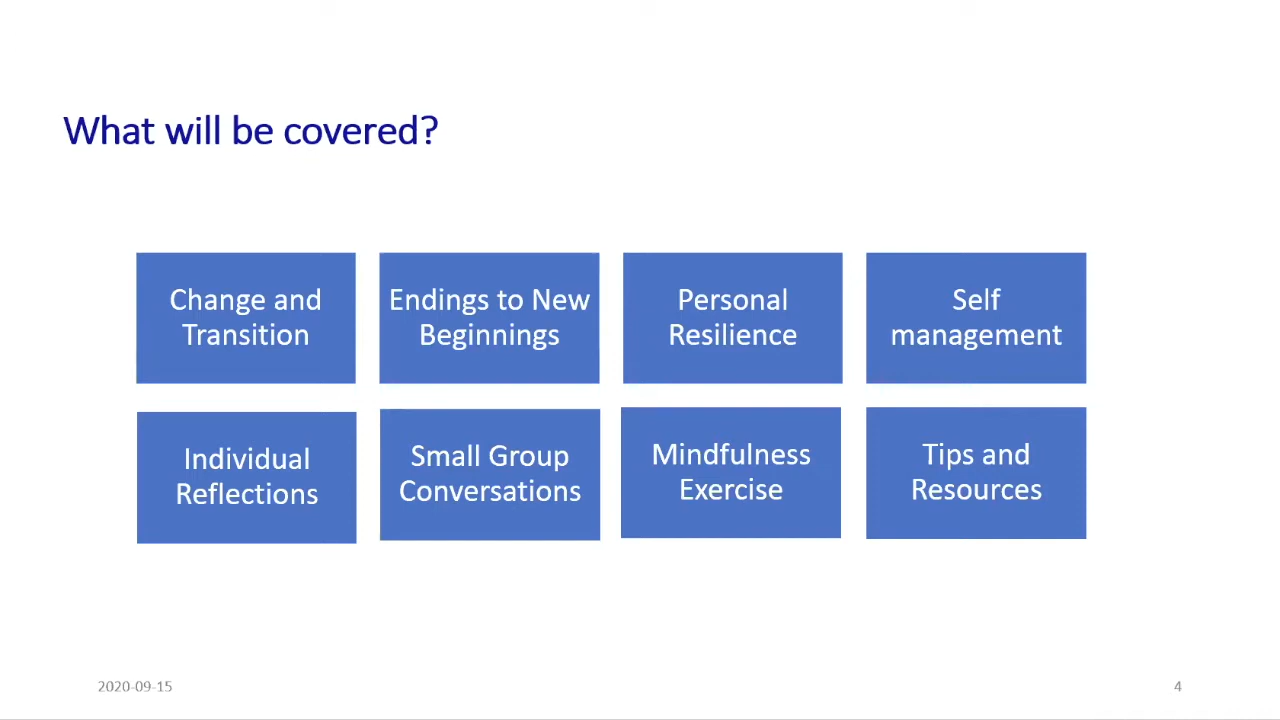 What will be covered?
Change and
Transition
Endings to New
Beginnings
Personal
Resilience
Self
management
Individual
Reflections
Small Group
Conversations
Mindfulness
Exercise
Tips and
Resources
2020-09-15
4